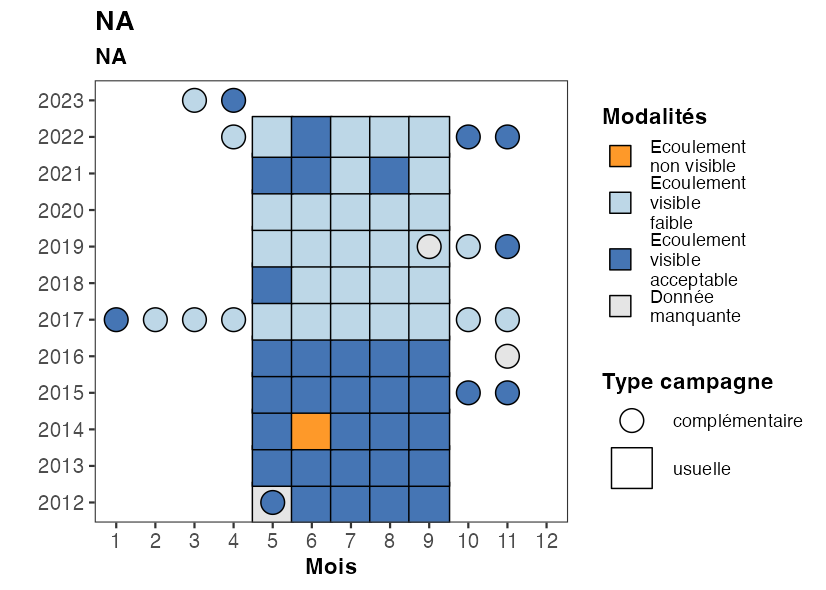 NA
NA
2023
2022
2021
2020
2019
2018
2017
2016
2015
2014
2013
2012
1 2 3 4 5 6 7 8 9 10 11 12
Mois
Modalités
Ecoulement
non visible
Ecoulement
visible
faible
Ecoulement
visible
acceptable
Donnée
manquante
Type campagne
complémentaire
usuelle